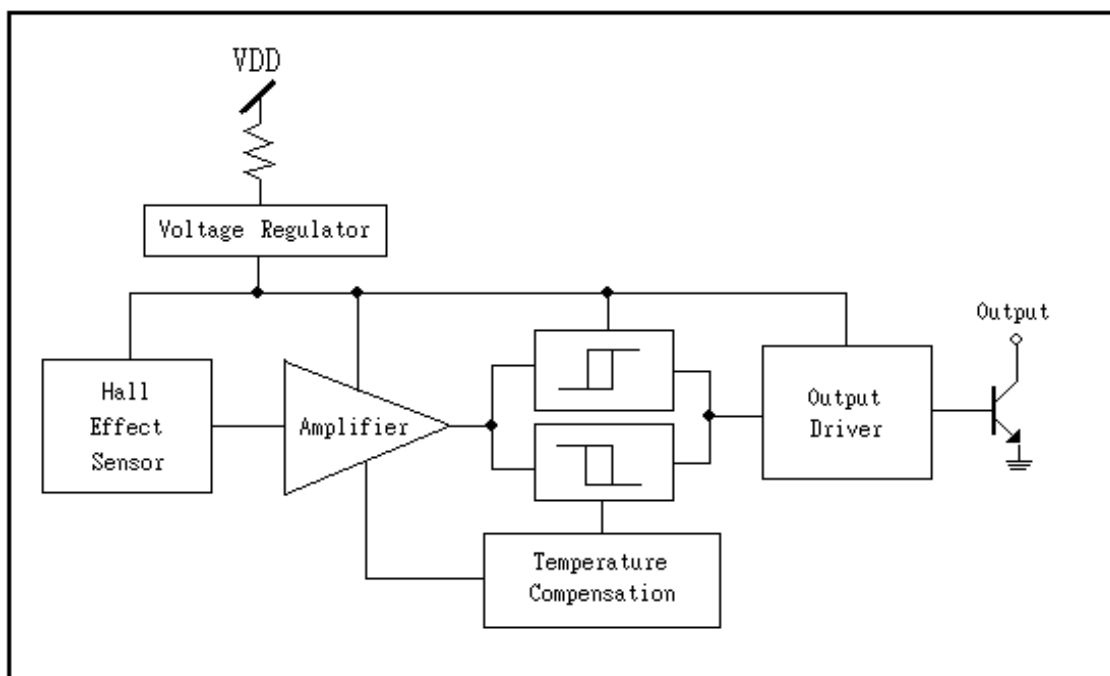 VDD
Voltage Regulator
Output
Hall
Effect
Sensor
Amplifier
Output
Driver
Temperature
Compensation